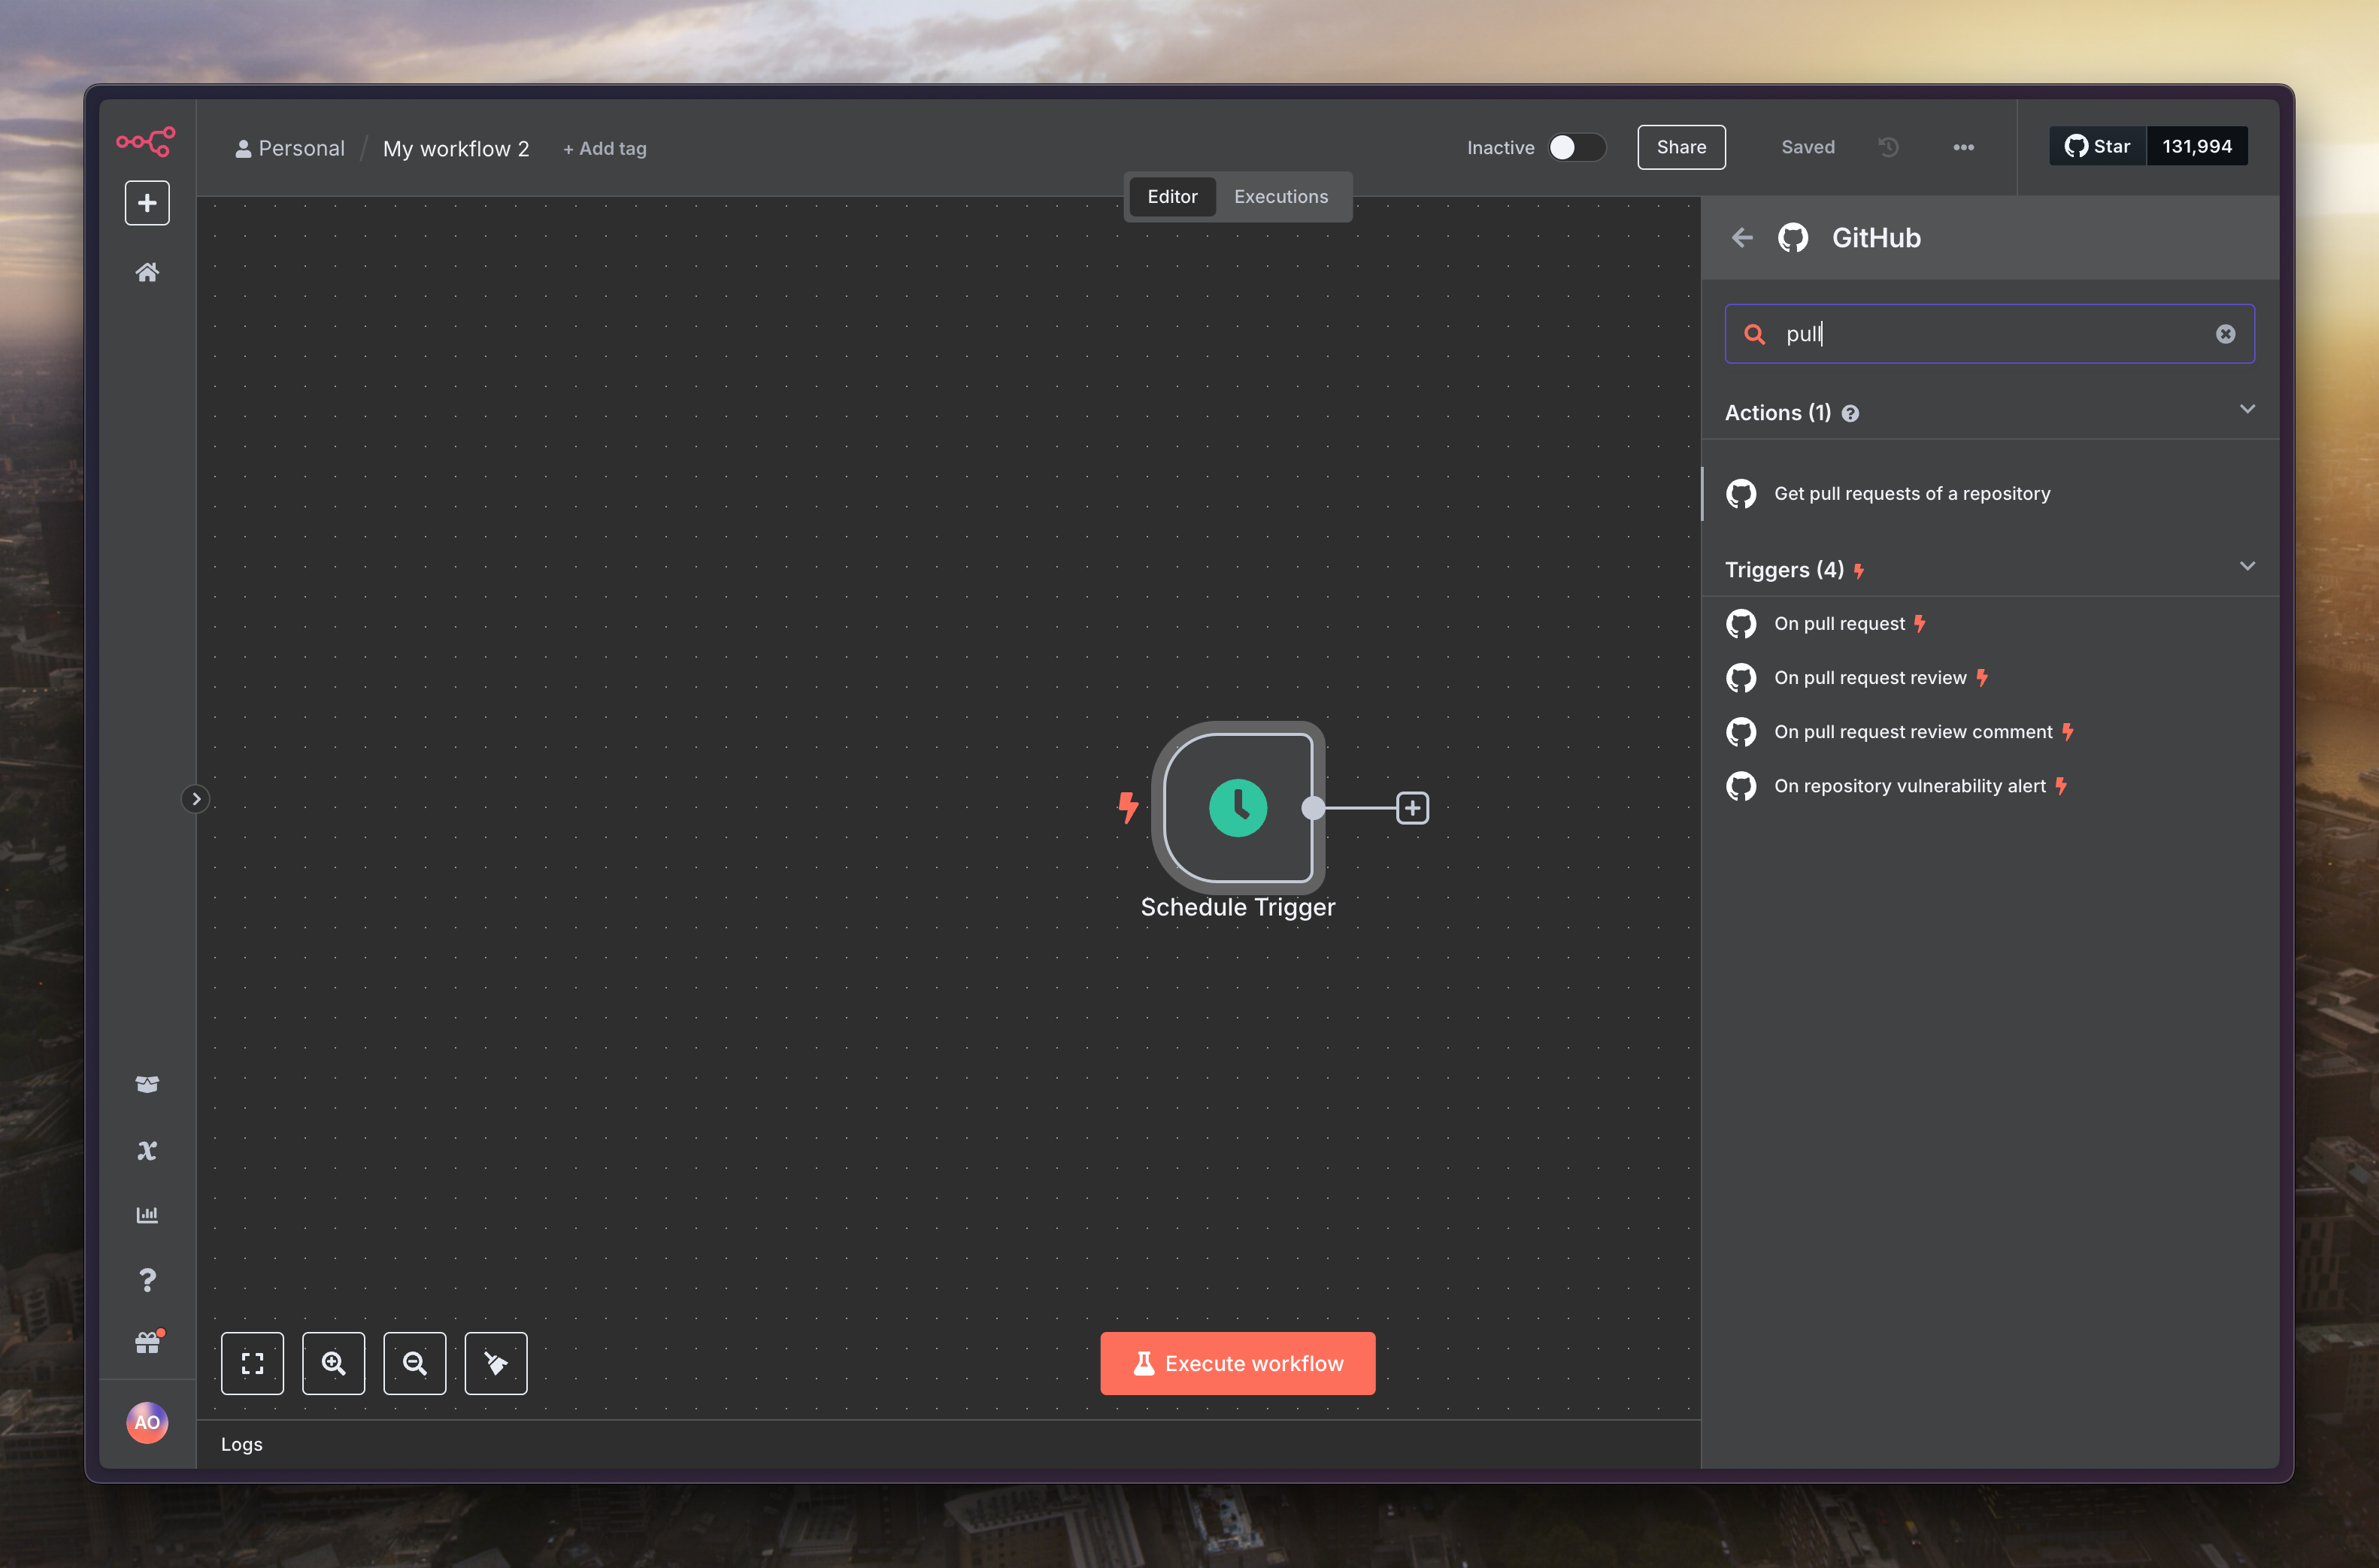 Personal / My workflow 2 + Add tag
Inactive
Share
Saved
Star 131,994
Editor Executions
GitHub
pull
Actions (1)
Get pull requests of a repository
Triggers (4)
On pull request
On pull request review
On pull request review comment
On repository vulnerability alert
Schedule Trigger
Execute workflow
AO
Logs